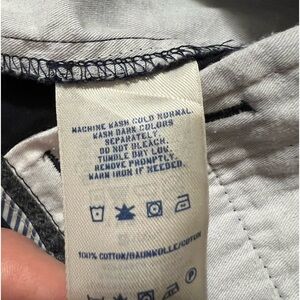 MACHINE WASH COLD NORMAL.
WASH DARK COLORS
SEPARATELY.
DO NOT BLEACH.
TUMBLE DRY LOW.
REMOVE PROMPTLY.
WARM IRON IF NEEDED.
100% COTTON/BAUMWOLLE/COTON